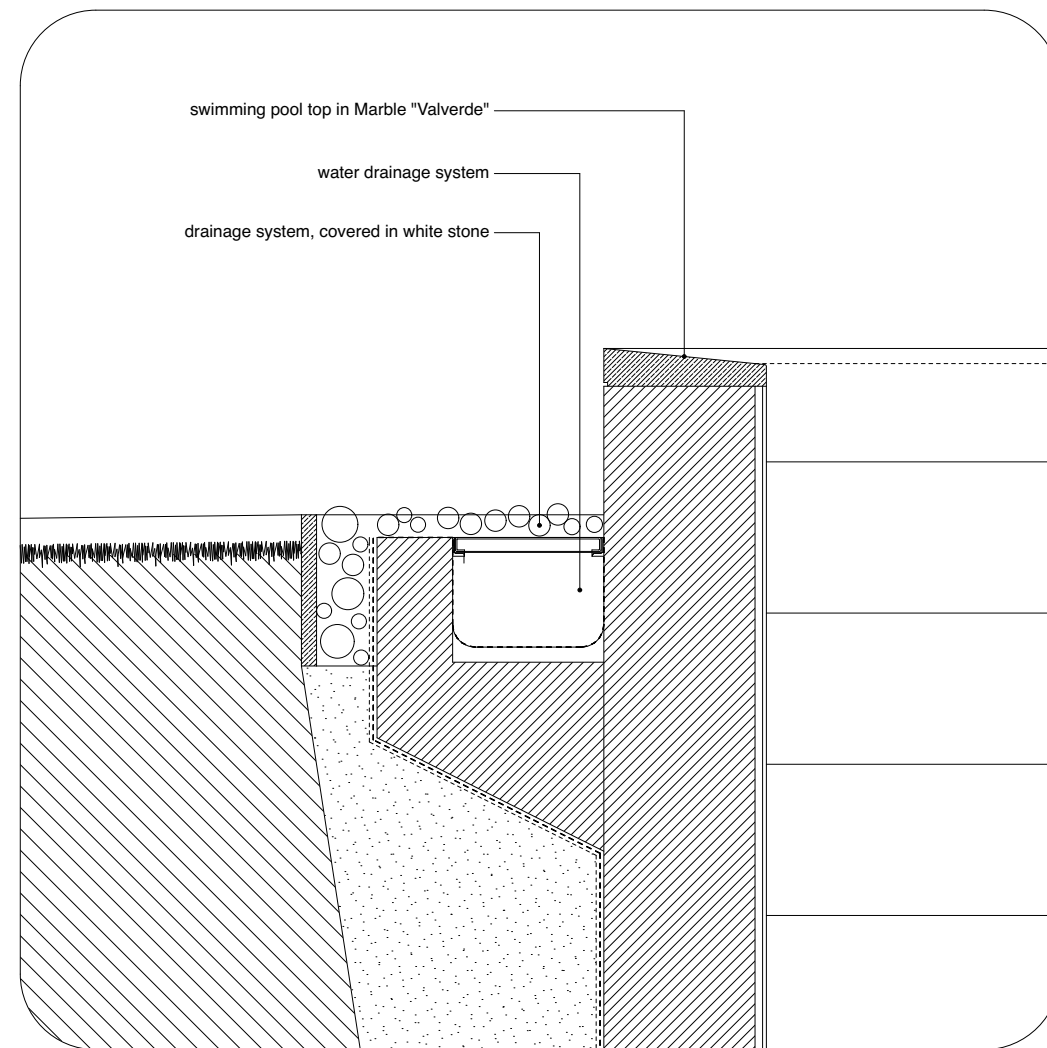 swimming pool top in Marble "Valverde"
water drainage system
drainage system, covered in white stone